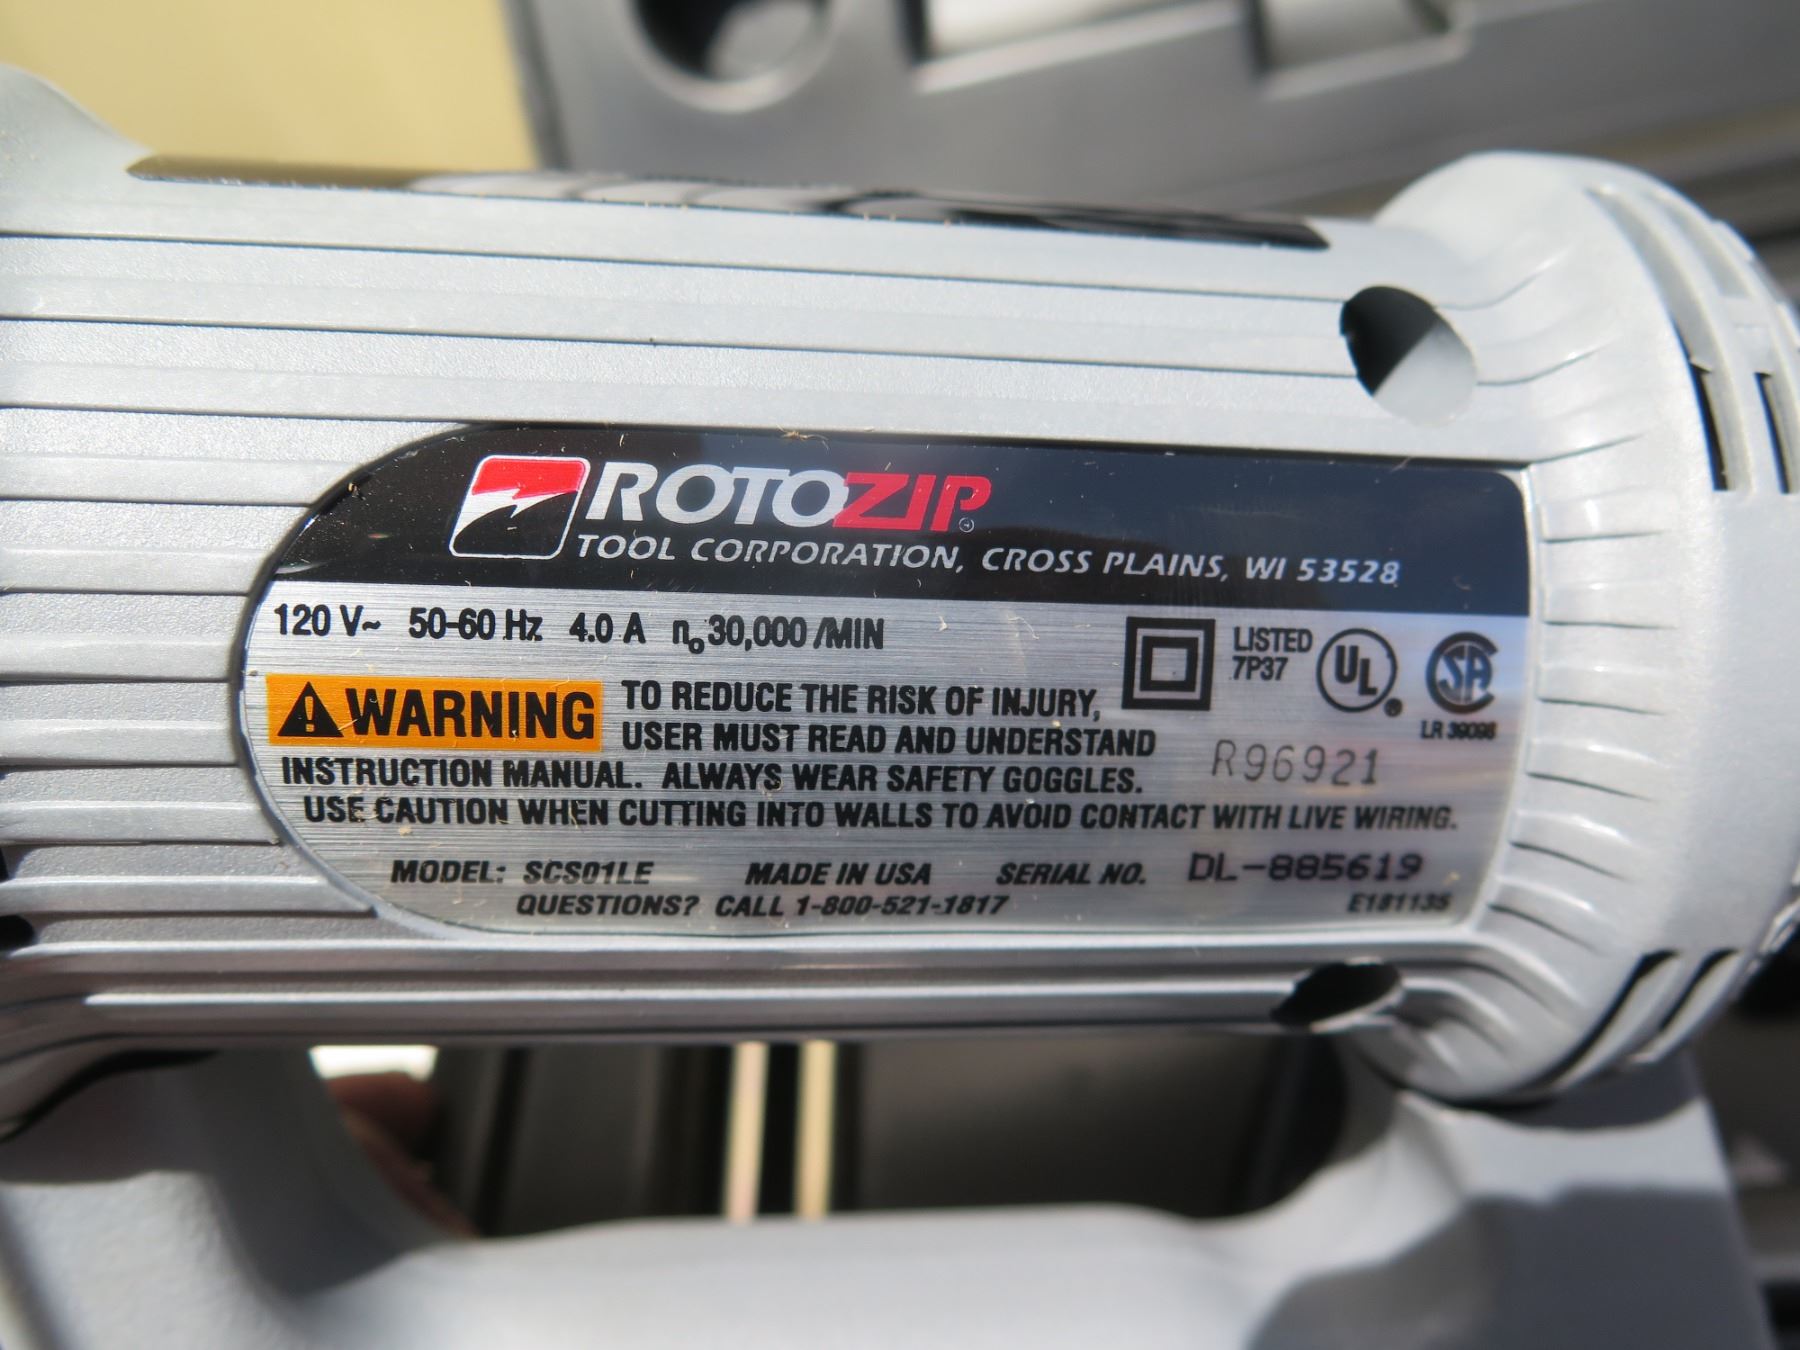 ROTOZIP®
TOOL CORPORATION, CROSS PLAINS, WI 53528
120 V~ 50-60 Hz 4.0 A n₀ 30,000 /MIN
LISTED
7P37
UL®
SA
LR 39098
WARNING TO REDUCE THE RISK OF INJURY,
USER MUST READ AND UNDERSTAND
INSTRUCTION MANUAL. ALWAYS WEAR SAFETY GOGGLES.
R96921
USE CAUTION WHEN CUTTING INTO WALLS TO AVOID CONTACT WITH LIVE WIRING.
MODEL: SCS01LE MADE IN USA SERIAL NO. DL-885619
QUESTIONS? CALL 1-800-521-1817 E181135